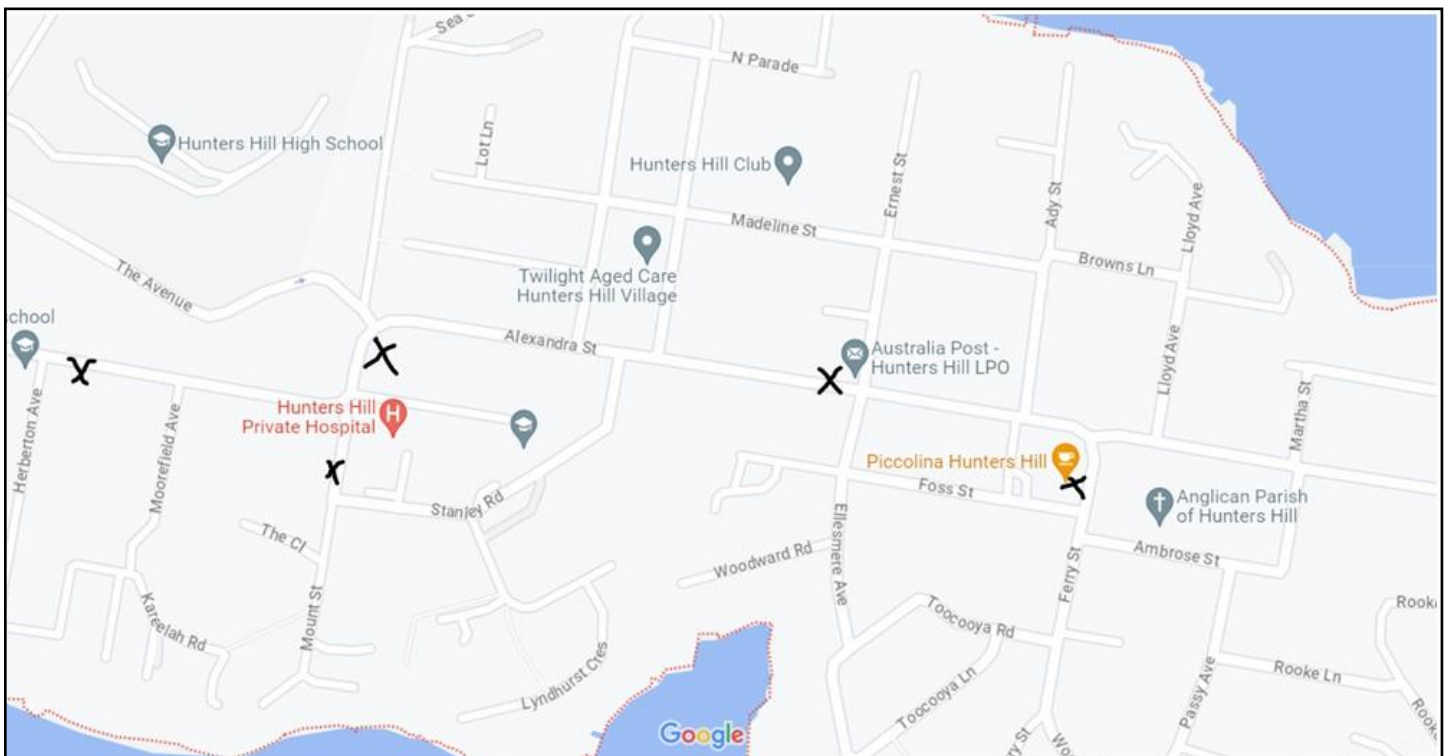 Sea
N Parade
Hunters Hill High School
Lot Ln
Hunters Hill Club
Ernest St
Ady St
Lloyd Ave
Madeline St
Twilight Aged Care
Hunters Hill Village
Browns Ln
The Avenue
chool
Alexandra St
Australia Post -
Hunters Hill LPO
Lloyd Ave
Martha St
Herberton Ave
Moorefield Ave
Hunters Hill
Private Hospital
H
Piccolina Hunters Hill
Foss St
Anglican Parish
of Hunters Hill
Stanley Rd
The Cl
Ellesmere Ave
Woodward Rd
Ferry St
Ambrose St
Kareelah Rd
Mount St
Toocooya Rd
Rook
Lyndhurst Cres
Toocooya Ln
Passy Ave
Rooke Ln
Rook
Google
ry St
Wo